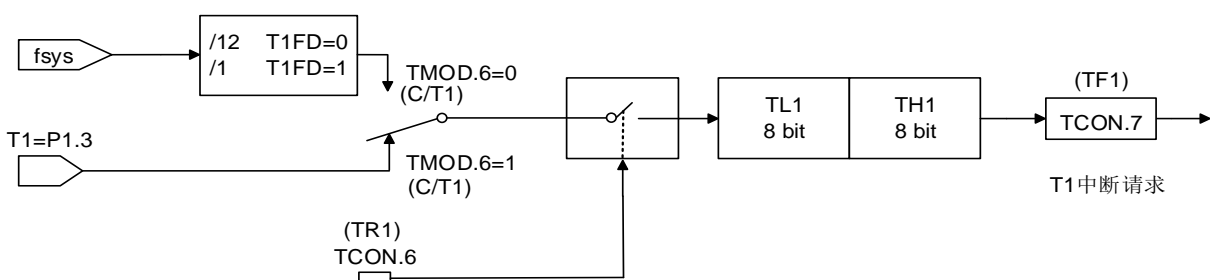 fsys
/12 T1FD=0
/1 T1FD=1
TMOD.6=0
(C/T1)
T1=P1.3
TMOD.6=1
(C/T1)
(TR1)
TCON.6
TL1
8 bit
TH1
8 bit
(TF1)
TCON.7
T1中断请求